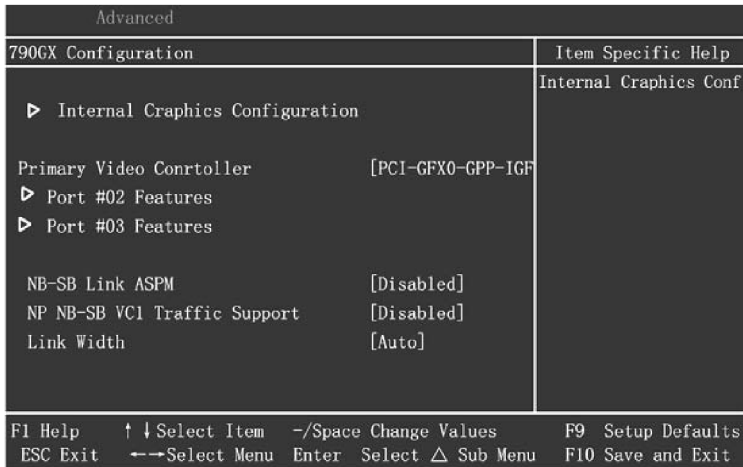 Advanced
790GX Configuration
Item Specific Help
Internal Craphics Conf
Internal Craphics Configuration
Primary Video Conrtoller [PCI-GFX0-GPP-IGF
Port #02 Features
Port #03 Features
NB-SB Link ASPM [Disabled]
NP NB-SB VC1 Traffic Support [Disabled]
Link Width [Auto]
F1 Help ↑↓Select Item -/Space Change Values F9 Setup Defaults
ESC Exit ←→Select Menu Enter Select △ Sub Menu F10 Save and Exit